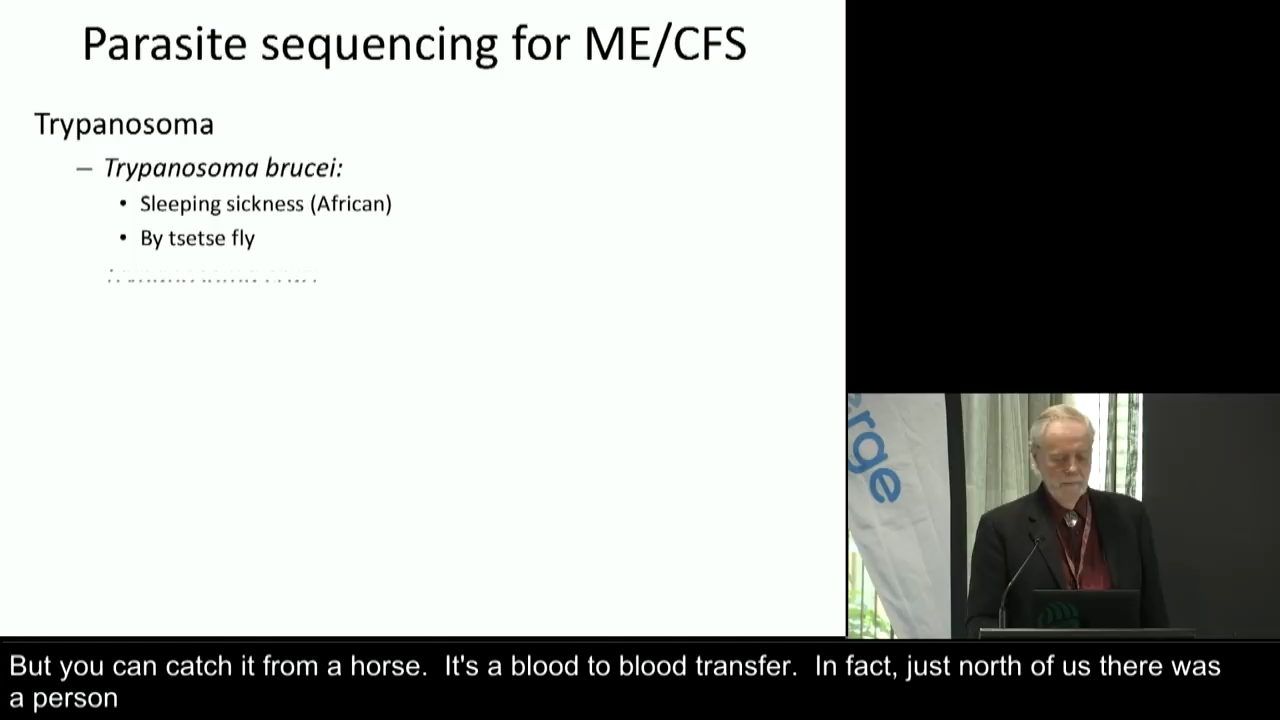 Parasite sequencing for ME/CFS
Trypanosoma
– Trypanosoma brucei:
• Sleeping sickness (African)
• By tsetse fly
erge
But you can catch it from a horse.  It's a blood to blood transfer.  In fact, just north of us there was
a person